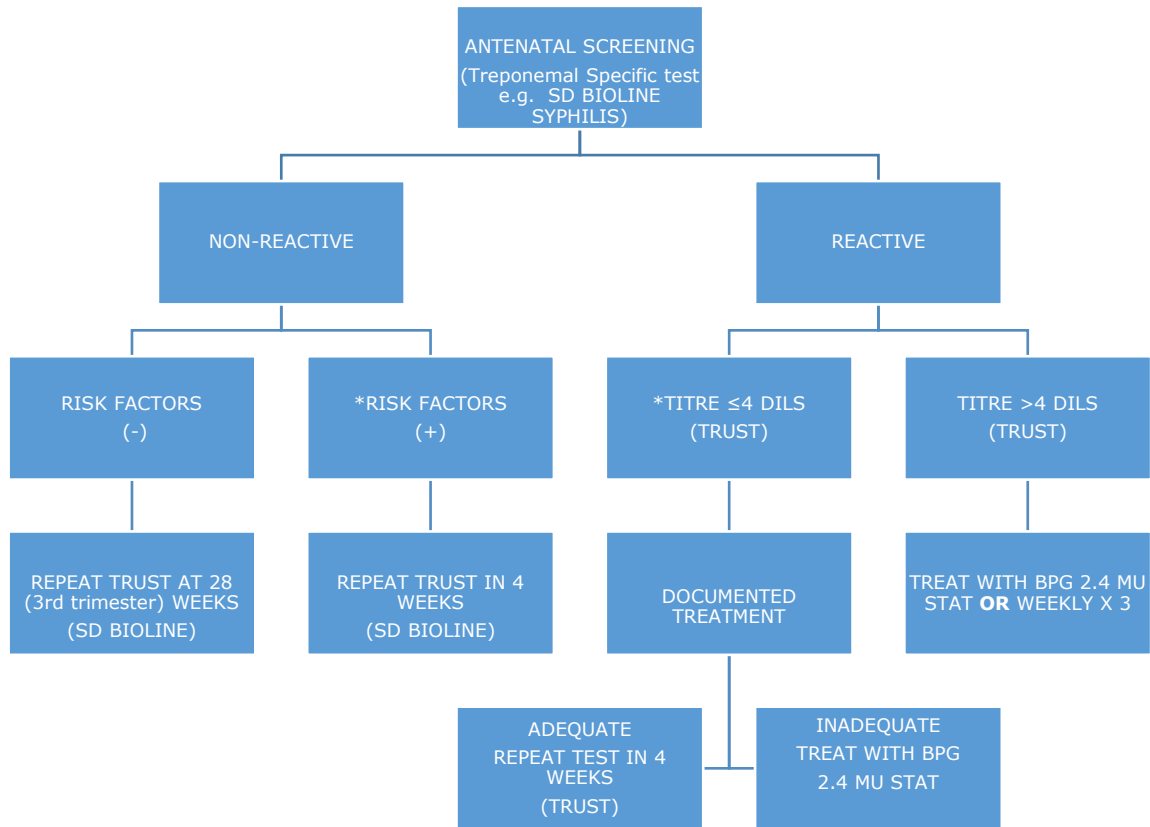 ANTENATAL SCREENING
(Treponemal Specific test
e.g. SD BIOLINE
SYPHILIS)
NON-REACTIVE
REACTIVE
RISK FACTORS
(-)
*RISK FACTORS
(+)
*TITRE ≤4 DILS
(TRUST)
TITRE >4 DILS
(TRUST)
REPEAT TRUST AT 28
(3rd trimester) WEEKS
(SD BIOLINE)
REPEAT TRUST IN 4
WEEKS
(SD BIOLINE)
DOCUMENTED
TREATMENT
TREAT WITH BPG 2.4 MU
STAT OR WEEKLY X 3
ADEQUATE
REPEAT TEST IN 4
WEEKS
(TRUST)
INADEQUATE
TREAT WITH BPG
2.4 MU STAT